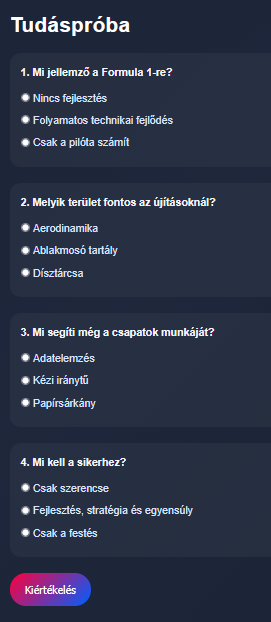 Tudáspróba
1. Mi jellemző a Formula 1-re?
Nincs fejlesztés
Folyamatos technikai fejlődés
Csak a pilóta számít
2. Melyik terület fontos az újításoknál?
Aerodinamika
Ablakmosó tartály
Dísztárcsa
3. Mi segíti még a csapatok munkáját?
Adatelemzés
Kézi iránytű
Papírsárkány
4. Mi kell a sikerhez?
Csak szerencse
Fejlesztés, stratégia és egyensúly
Csak a festés
Kiértékelés